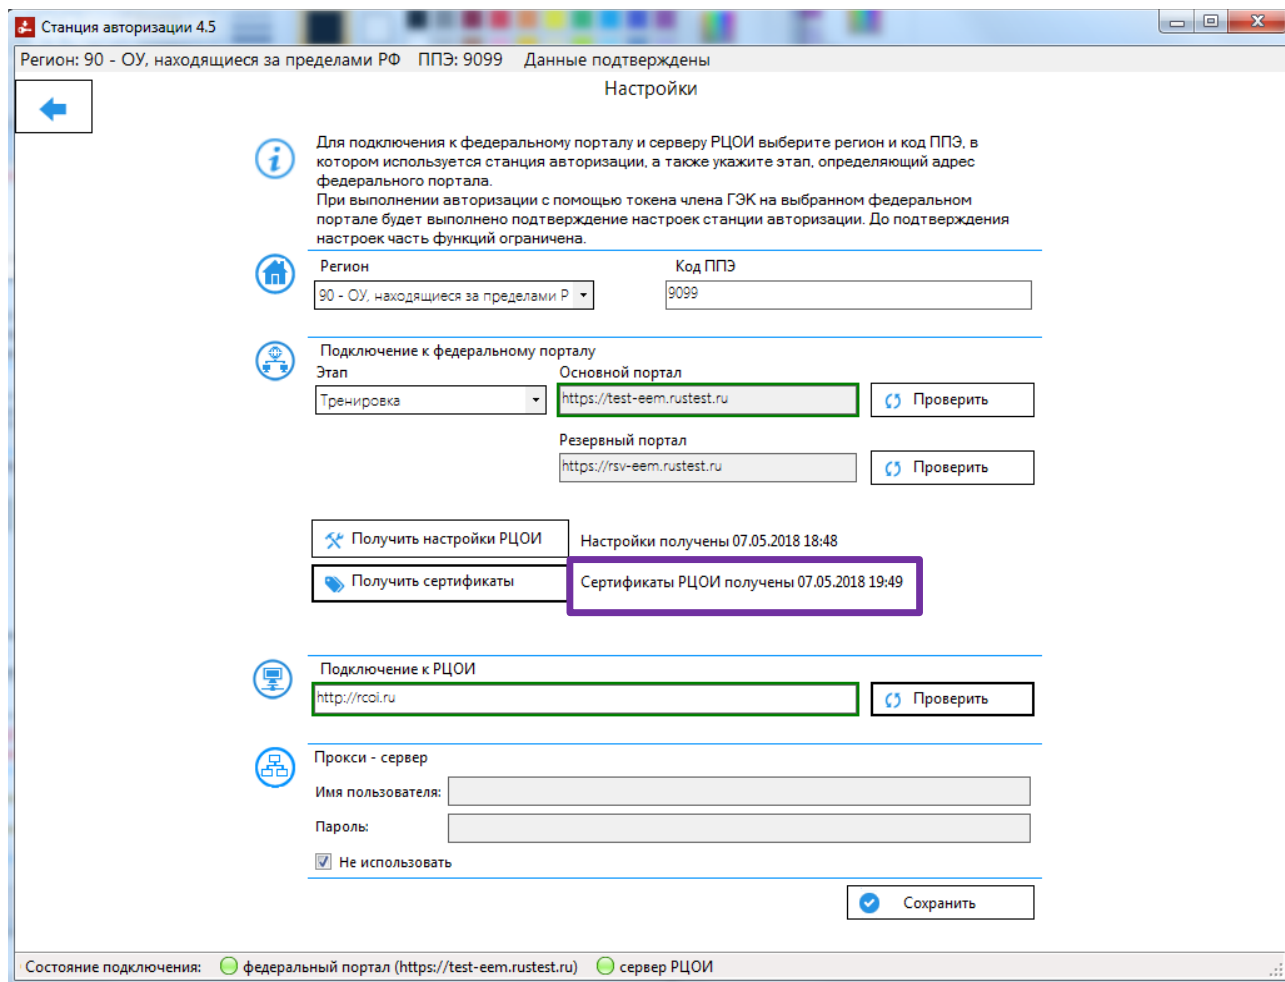 Станция авторизации 4.5
Регион: 90 - ОУ, находящиеся за пределами РФ ППЭ: 9099 Данные подтверждены
Настройки
Для подключения к федеральному порталу и серверу РЦОИ выберите регион и код ППЭ, в
котором используется станция авторизации, а также укажите этап, определяющий адрес
федерального портала.
При выполнении авторизации с помощью токена члена ГЭК на выбранном федеральном
портале будет выполнено подтверждение настроек станции авторизации. До подтверждения
настроек часть функций ограничена.
Регион Код ППЭ
90 - ОУ, находящиеся за пределами Р 9099
Подключение к федеральному порталу
Этап Основной портал
Тренировка https://test-eem.rustest.ru Проверить
Резервный портал
https://rsv-eem.rustest.ru Проверить
Получить настройки РЦОИ Настройки получены 07.05.2018 18:48
Получить сертификаты Сертификаты РЦОИ получены 07.05.2018 19:49
Подключение к РЦОИ
http://rcoi.ru Проверить
Прокси - сервер
Имя пользователя:
Пароль:
Не использовать
Сохранить
Состояние подключения: федеральный портал (https://test-eem.rustest.ru) сервер РЦОИ